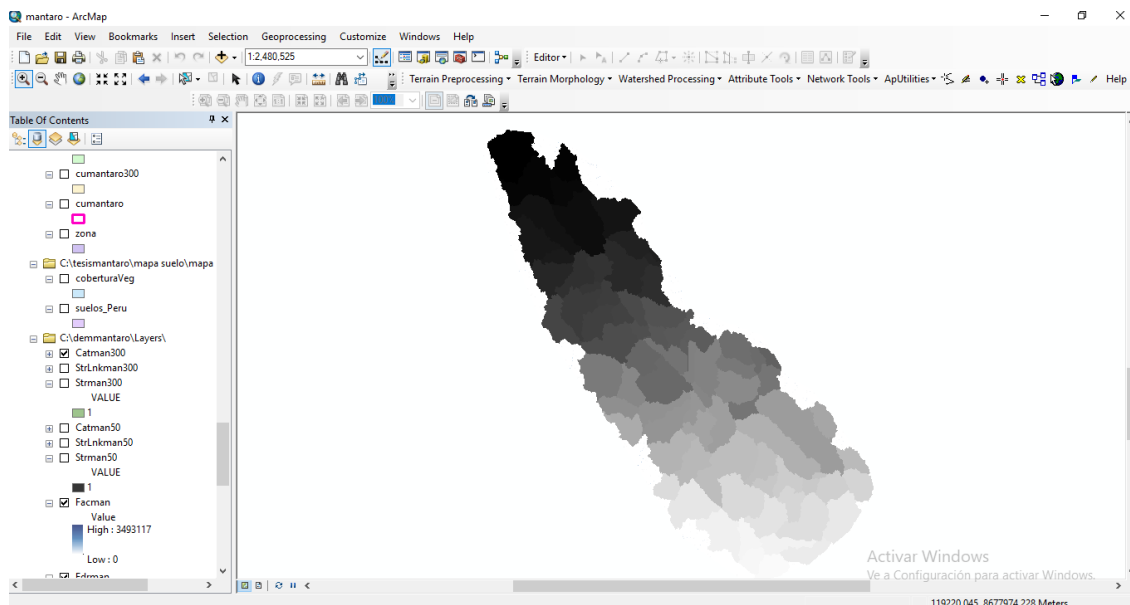 mantaro - ArcMap
File Edit View Bookmarks Insert Selection Geoprocessing Customize Windows Help
1:2,480,525
Editor
Terrain Preprocessing Terrain Morphology Watershed Processing Attribute Tools Network Tools ApUtilities Help
Table Of Contents
cumantaro300
cumantaro
zona
C:\tesismantaro\mapa suelo\mapa
coberturaVeg
suelos_Peru
C:\demmantaro\Layers\
Catman300
StrLnkman300
Strman300
VALUE
1
Catman50
StrLnkman50
Strman50
VALUE
1
Facman
Value
High : 3493117
Low : 0
Fdrman
Activar Windows
Ve a Configuración para activar Windows.
119220.045 8677974.228 Meters